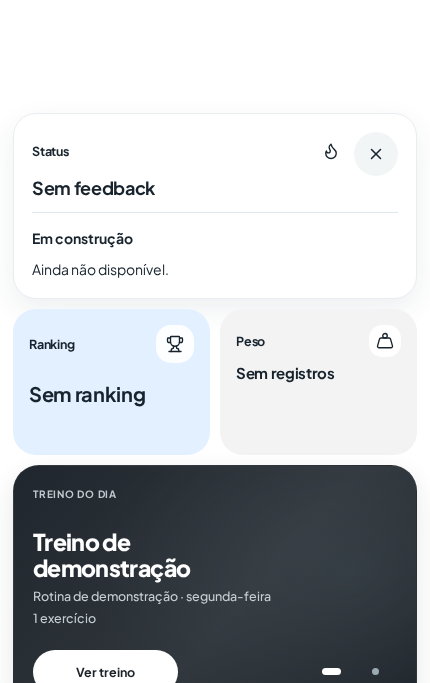 Status
Sem feedback
Em construção
Ainda não disponível.
Ranking
Sem ranking
Peso
Sem registros
TREINO DO DIA
Treino de
demonstração
Rotina de demonstração · segunda-feira
1 exercício
Ver treino